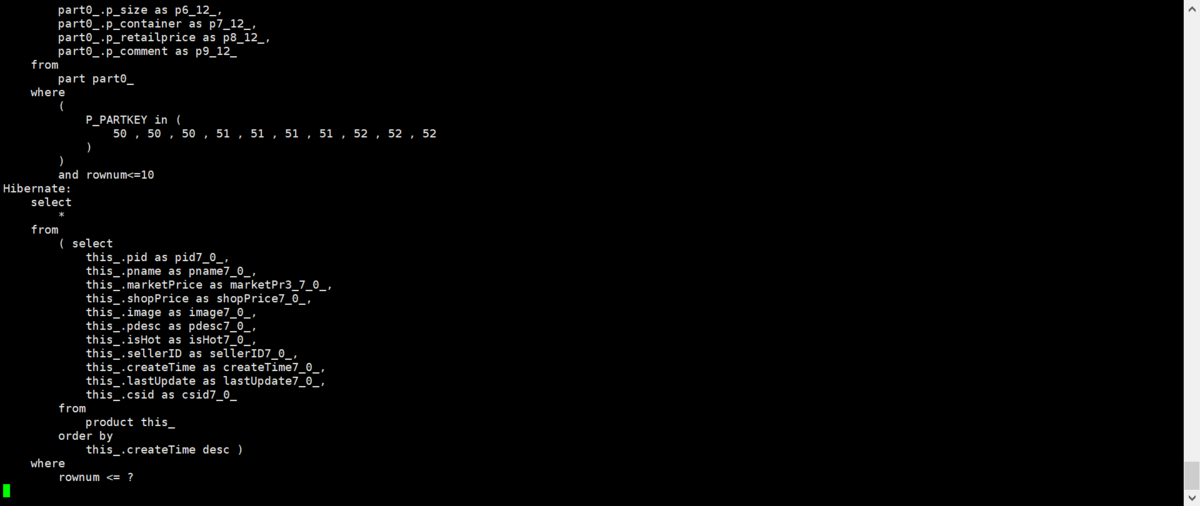 part0_.p_size as p6_12_,
part0_.p_container as p7_12_,
part0_.p_retailprice as p8_12_,
part0_.p_comment as p9_12_
from
part part0_
where
(
P_PARTKEY in (
50 , 50 , 50 , 51 , 51 , 51 , 51 , 52 , 52 , 52
)
)
and rownum<=10
Hibernate:
select
*
from
( select
this_.pid as pid7_0_,
this_.pname as pname7_0_,
this_.marketPrice as marketPr3_7_0_,
this_.shopPrice as shopPrice7_0_,
this_.image as image7_0_,
this_.pdesc as pdesc7_0_,
this_.isHot as isHot7_0_,
this_.sellerID as sellerID7_0_,
this_.createTime as createTime7_0_,
this_.lastUpdate as lastUpdate7_0_,
this_.csid as csid7_0_
from
product this_
order by
this_.createTime desc )
where
rownum <= ?